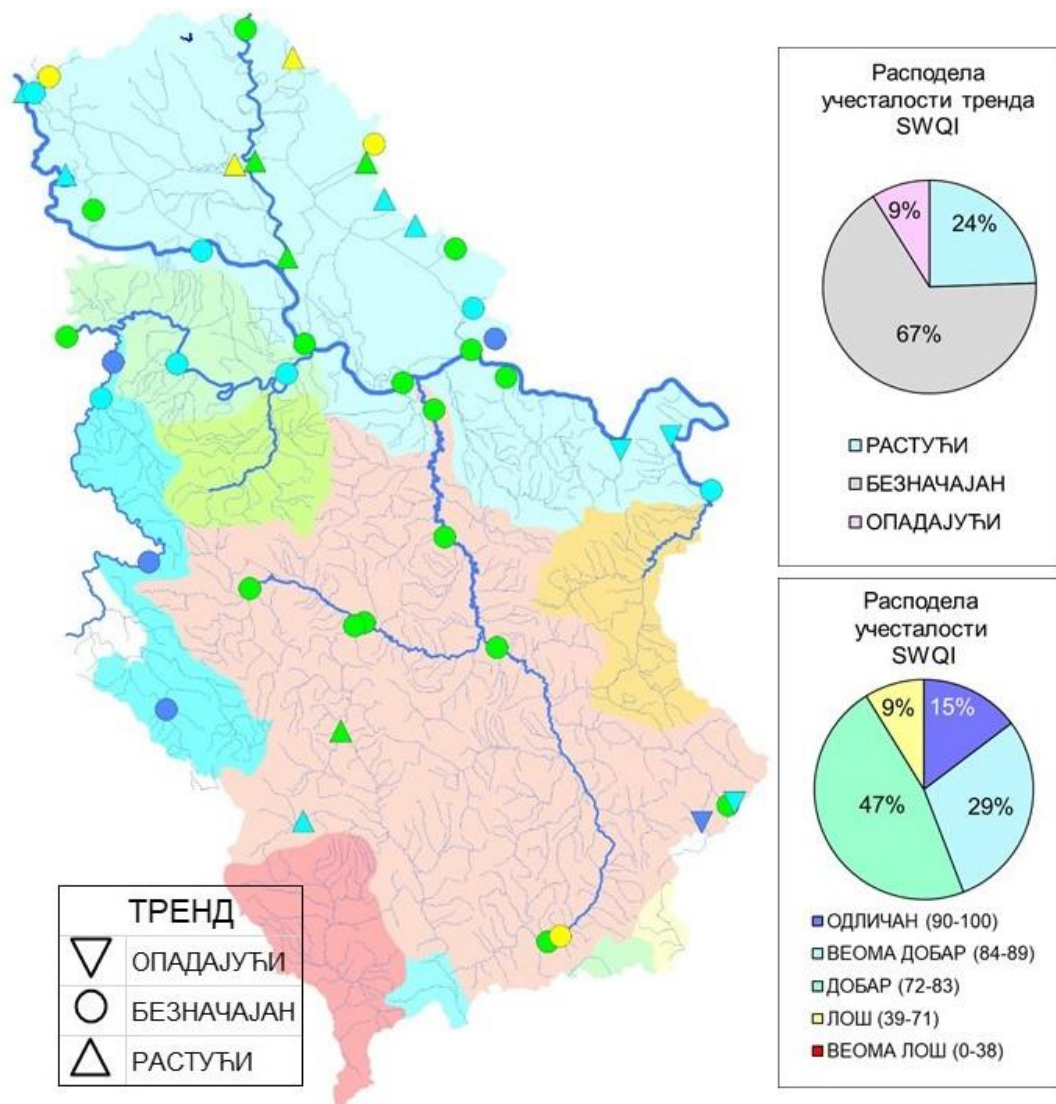 Расподела
учесталости тренда
SWQI
9%
24%
67%
РАСТУЋИ
БЕЗНАЧАЈАН
ОПАДАЈУЋИ
Расподела
учесталости
SWQI
9%
15%
47%
29%
ОДЛИЧАН (90-100)
ВЕОМА ДОБАР (84-89)
ДОБАР (72-83)
ЛОШ (39-71)
ВЕОМА ЛОШ (0-38)
ТРЕНД
ОПАДАЈУЋИ
БЕЗНАЧАЈАН
РАСТУЋИ